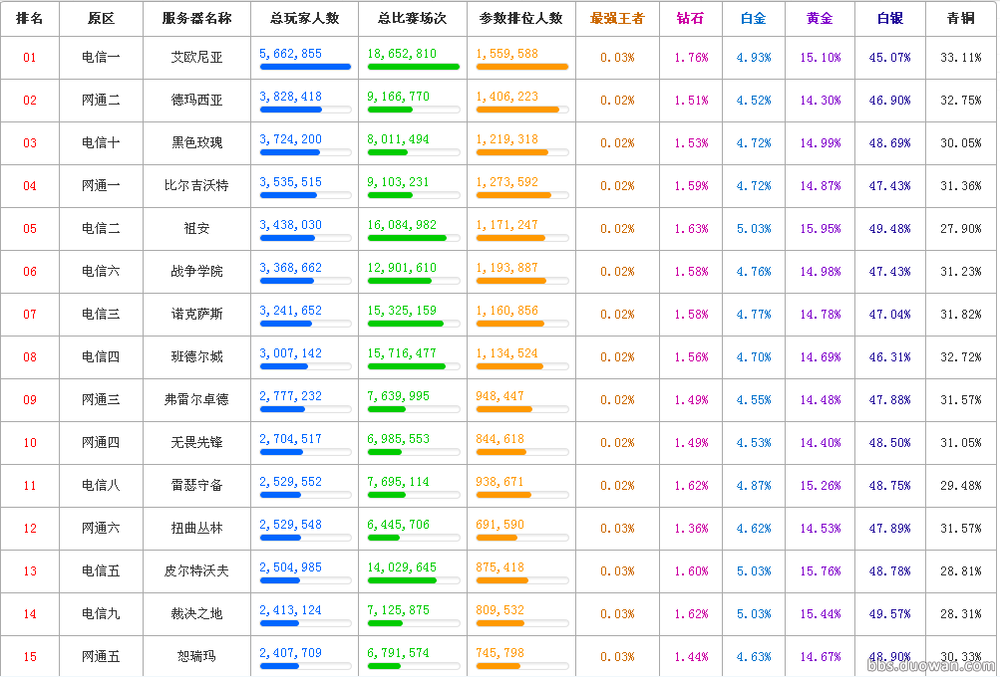 排名 原区 服务器名称 总玩家人数 总比赛场次 参数排位人数 最强王者 钻石 白金 黄金 白银 青铜
01 电信一 艾欧尼亚 5,662,855 18,652,810 1,559,588 0.03% 1.76% 4.93% 15.10% 45.07% 33.11%
02 网通二 德玛西亚 3,828,418 9,166,770 1,406,223 0.02% 1.51% 4.52% 14.30% 46.90% 32.75%
03 电信十 黑色玫瑰 3,724,200 8,011,494 1,219,318 0.02% 1.53% 4.72% 14.99% 48.69% 30.05%
04 网通一 比尔吉沃特 3,535,515 9,103,231 1,273,592 0.02% 1.59% 4.72% 14.87% 47.43% 31.36%
05 电信二 祖安 3,438,030 16,084,982 1,171,247 0.02% 1.63% 5.03% 15.95% 49.48% 27.90%
06 电信六 战争学院 3,368,662 12,901,610 1,193,887 0.02% 1.58% 4.76% 14.98% 47.43% 31.23%
07 电信三 诺克萨斯 3,241,652 15,325,159 1,160,856 0.02% 1.58% 4.77% 14.78% 47.04% 31.82%
08 电信四 班德尔城 3,007,142 15,716,477 1,134,524 0.02% 1.56% 4.70% 14.69% 46.31% 32.72%
09 网通三 弗雷尔卓德 2,777,232 7,639,995 948,447 0.02% 1.49% 4.55% 14.48% 47.88% 31.57%
10 网通四 无畏先锋 2,704,517 6,985,553 844,618 0.02% 1.49% 4.53% 14.40% 48.50% 31.05%
11 电信八 雷瑟守备 2,529,552 7,695,114 938,671 0.02% 1.62% 4.87% 15.26% 48.75% 29.48%
12 网通六 扭曲丛林 2,529,548 6,445,706 691,590 0.03% 1.36% 4.62% 14.53% 47.89% 31.57%
13 电信五 皮尔特沃夫 2,504,985 14,029,645 875,418 0.03% 1.60% 5.03% 15.76% 48.78% 28.81%
14 电信九 裁决之地 2,413,124 7,125,875 809,532 0.03% 1.62% 5.03% 15.44% 49.57% 28.31%
15 网通五 恕瑞玛 2,407,709 6,791,574 745,798 0.03% 1.44% 4.63% 14.67% 48.90% 30.33%
bbs.duowan.com